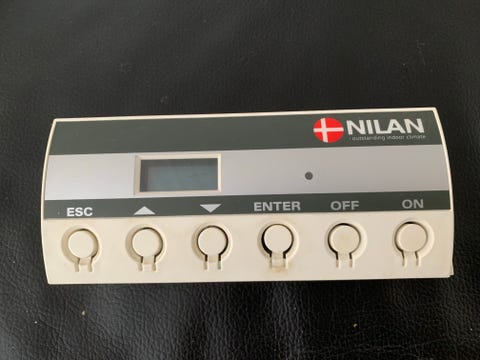 NILAN
outstanding indoor climate
ESC ENTER OFF ON